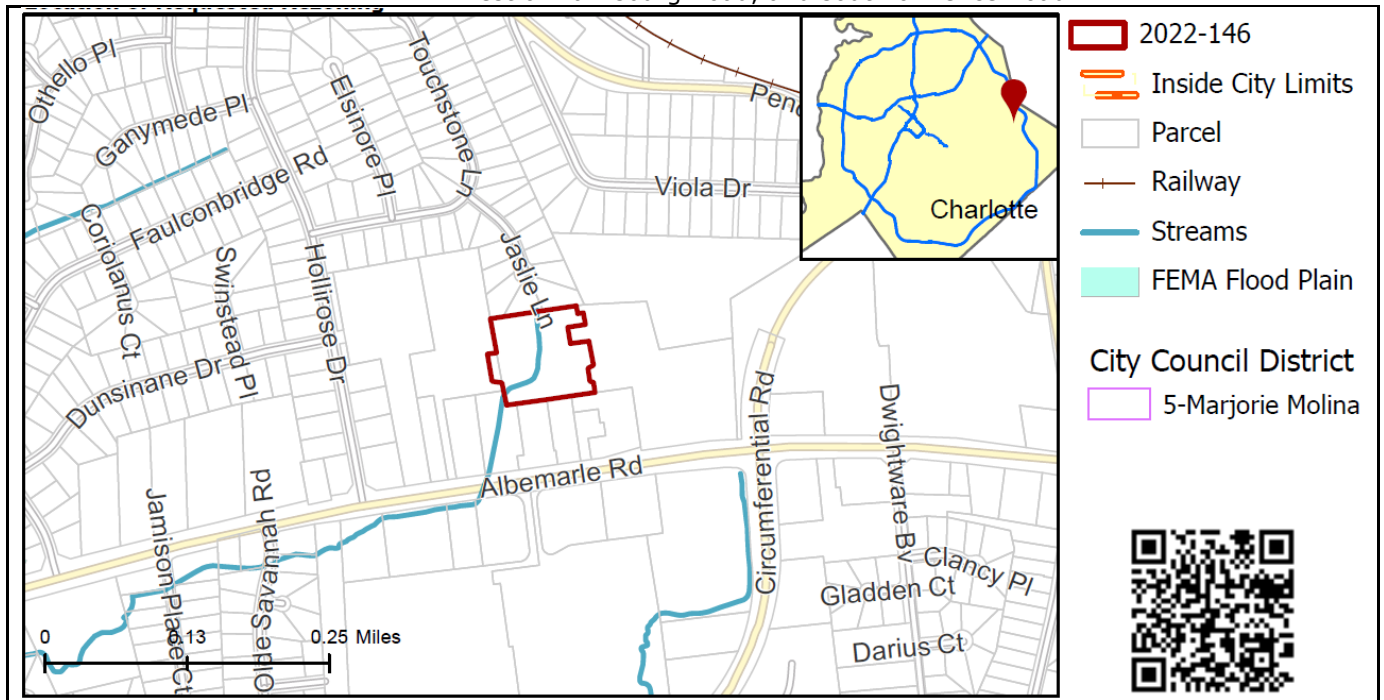 2022-146
Inside City Limits
Parcel
Railway
Streams
FEMA Flood Plain
City Council District
5-Marjorie Molina
Charlotte
Othello Pl
Ganymede Pl
Elsinore Pl
Touchstone Ln
Faulconbridge Rd
Viola Dr
Coriolanus Ct
Swinstead Pl
Hollirose Dr
Jaslie Ln
Dunsinane Dr
Albemarle Rd
Circumferential Rd
Dwightware Bv
Jamison Place Ct
Olde Savannah Rd
Clancy Pl
Gladden Ct
Darius Ct
0 0.13 0.25 Miles